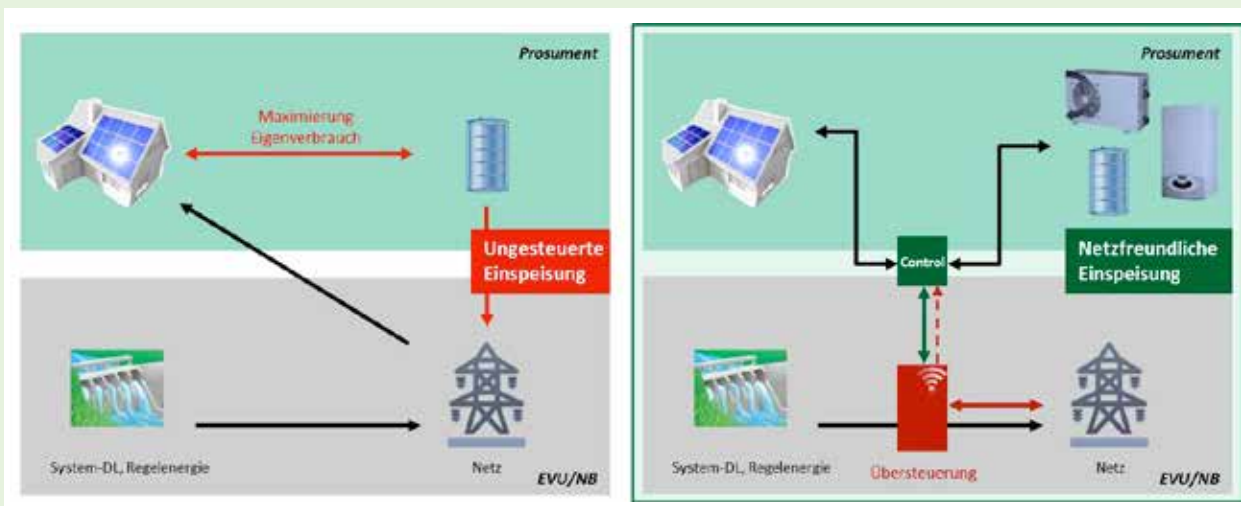 Prosument
Maximierung
Eigenverbrauch
Ungesteuerte
Einspeisung
System-DL, Regelenergie
Netz
EVU/NB
Prosument
Control
Netzfreundliche
Einspeisung
System-DL, Regelenergie
Übersteuerung
Netz
EVU/NB